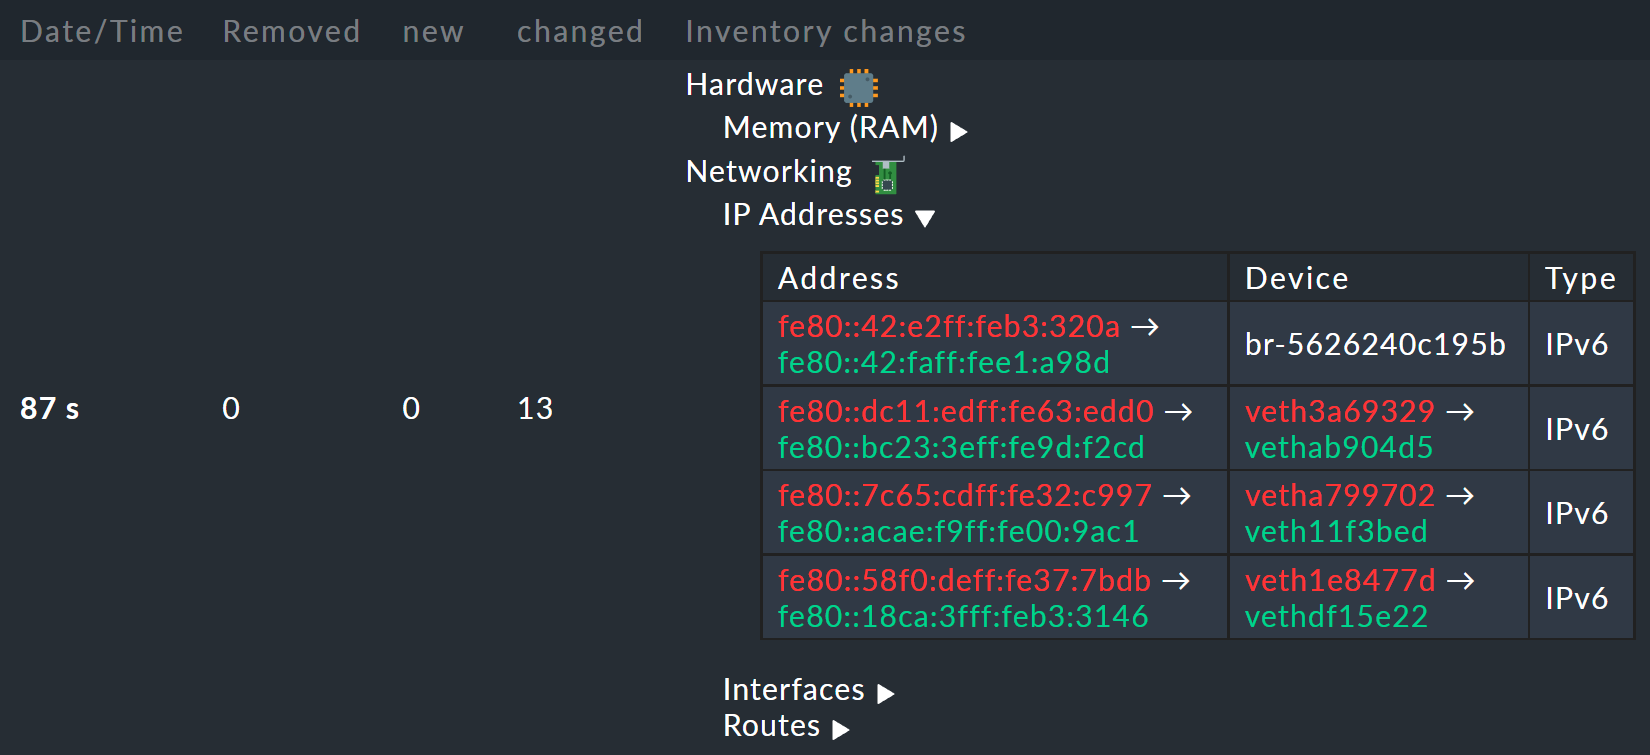 Date/Time Removed new changed Inventory changes
Hardware
Memory (RAM)
Networking
IP Addresses
Address Device Type
fe80::42:e2ff:feb3:320a →
fe80::42:faff:fee1:a98d
br-5626240c195b IPv6
87 s 0 0 13
fe80::dc11:edff:fe63:edd0 → veth3a69329 →
fe80::bc23:3eff:fe9d:f2cd vethab904d5
IPv6
fe80::7c65:cdff:fe32:c997 → vetha799702 →
fe80::acae:f9ff:fe00:9ac1 veth11f3bed
IPv6
fe80::58f0:deff:fe37:7bdb → veth1e8477d →
fe80::18ca:3fff:feb3:3146 vethdf15e22
IPv6
Interfaces
Routes